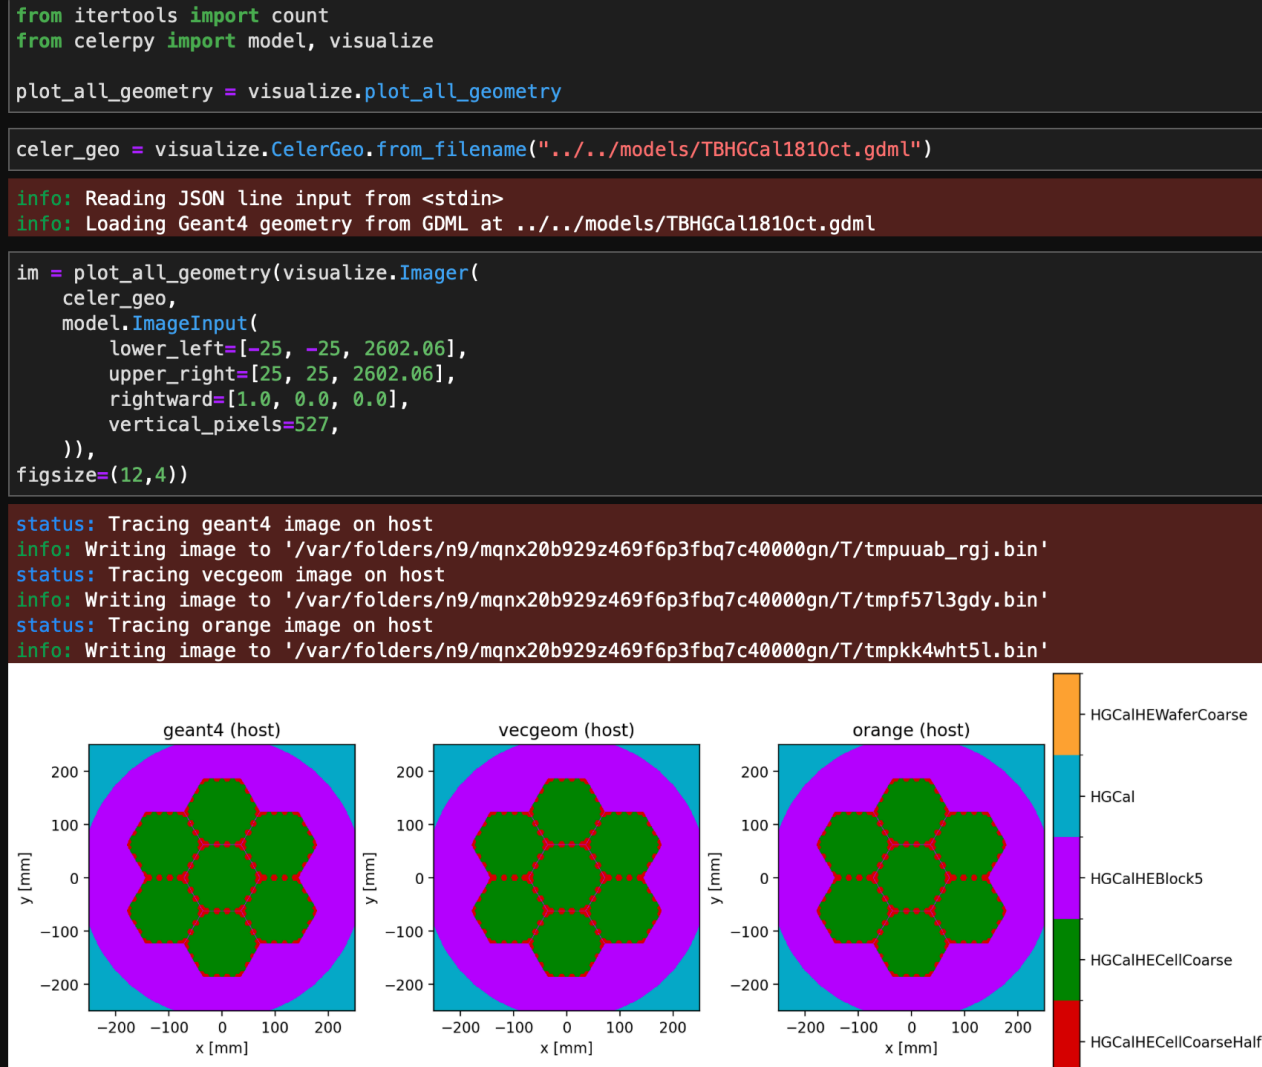 from itertools import count
from celerpy import model, visualize
plot_all_geometry = visualize.plot_all_geometry
celer_geo = visualize.CelerGeo.from_filename("../../models/TBHGCal181Oct.gdml")
info: Reading JSON line input from <stdin>
info: Loading Geant4 geometry from GDML at ../../models/TBHGCal181Oct.gdml
im = plot_all_geometry(visualize.Imager(
    celer_geo,
    model.ImageInput(
        lower_left=[-25, -25, 2602.06],
        upper_right=[25, 25, 2602.06],
        rightward=[1.0, 0.0, 0.0],
        vertical_pixels=527,
    )),
figsize=(12,4))
status: Tracing geant4 image on host
info: Writing image to '/var/folders/n9/mqnx20b929z469f6p3fbq7c40000gn/T/tmpuuab_rgj.bin'
status: Tracing vecgeom image on host
info: Writing image to '/var/folders/n9/mqnx20b929z469f6p3fbq7c40000gn/T/tmpf57l3gdy.bin'
status: Tracing orange image on host
info: Writing image to '/var/folders/n9/mqnx20b929z469f6p3fbq7c40000gn/T/tmpkk4wht5l.bin'
geant4 (host)
200
100
0
−100
−200
y [mm]
−200 −100 0 100 200
x [mm]
vecgeom (host)
200
100
0
−100
−200
y [mm]
−200 −100 0 100 200
x [mm]
orange (host)
200
100
0
−100
−200
y [mm]
−200 −100 0 100 200
x [mm]
HGCalHEWaferCoarse
HGCal
HGCalHEBlock5
HGCalHECellCoarse
HGCalHECellCoarseHalf